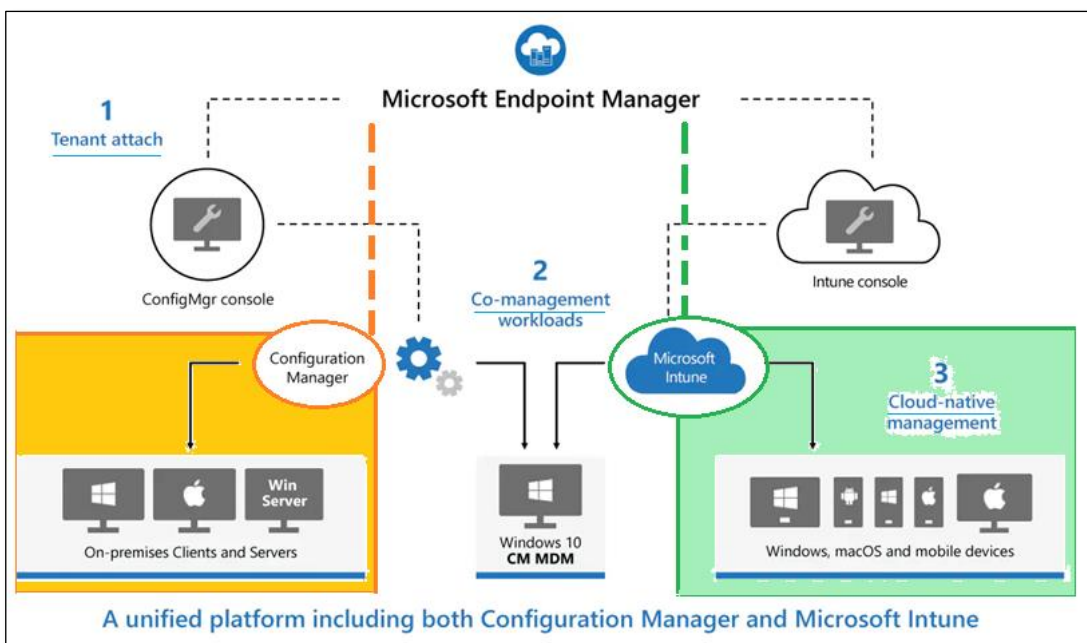 Microsoft Endpoint Manager
1
Tenant attach
ConfigMgr console
2
Co-management
workloads
Intune console
Configuration
Manager
Microsoft
Intune
3
Cloud-native
management
Win
Server
On-premises Clients and Servers
Windows 10
CM MDM
Windows, macOS and mobile devices
A unified platform including both Configuration Manager and Microsoft Intune